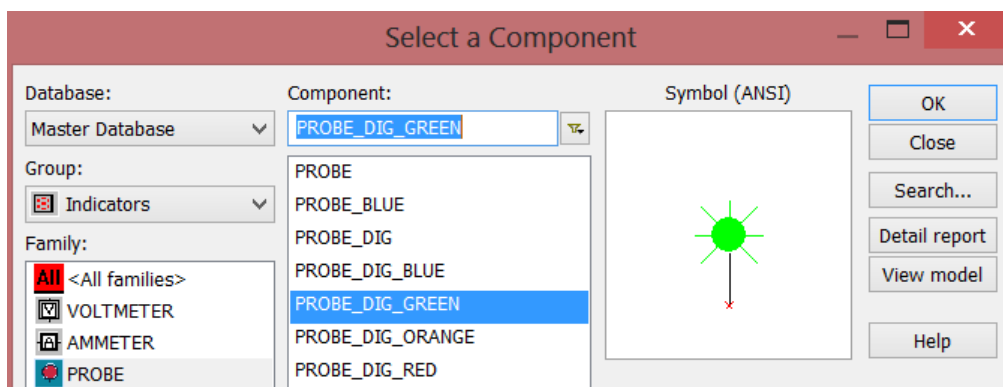 Select a Component
Database:
Master Database
Group:
Indicators
Family:
All <All families>
V VOLTMETER
A AMMETER
PROBE
Component:
PROBE_DIG_GREEN
PROBE
PROBE_BLUE
PROBE_DIG
PROBE_DIG_BLUE
PROBE_DIG_GREEN
PROBE_DIG_ORANGE
PROBE_DIG_RED
Symbol (ANSI)
OK
Close
Search...
Detail report
View model
Help